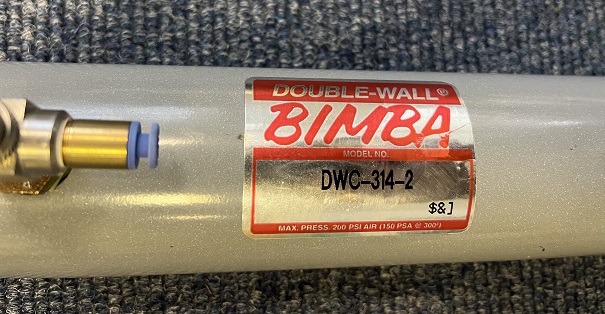 DOUBLE-WALL®
BIMBA
MODEL NO.
DWC-314-2
$&]
MAX. PRESS. 200 PSI AIR (150 PSA @ 300°)